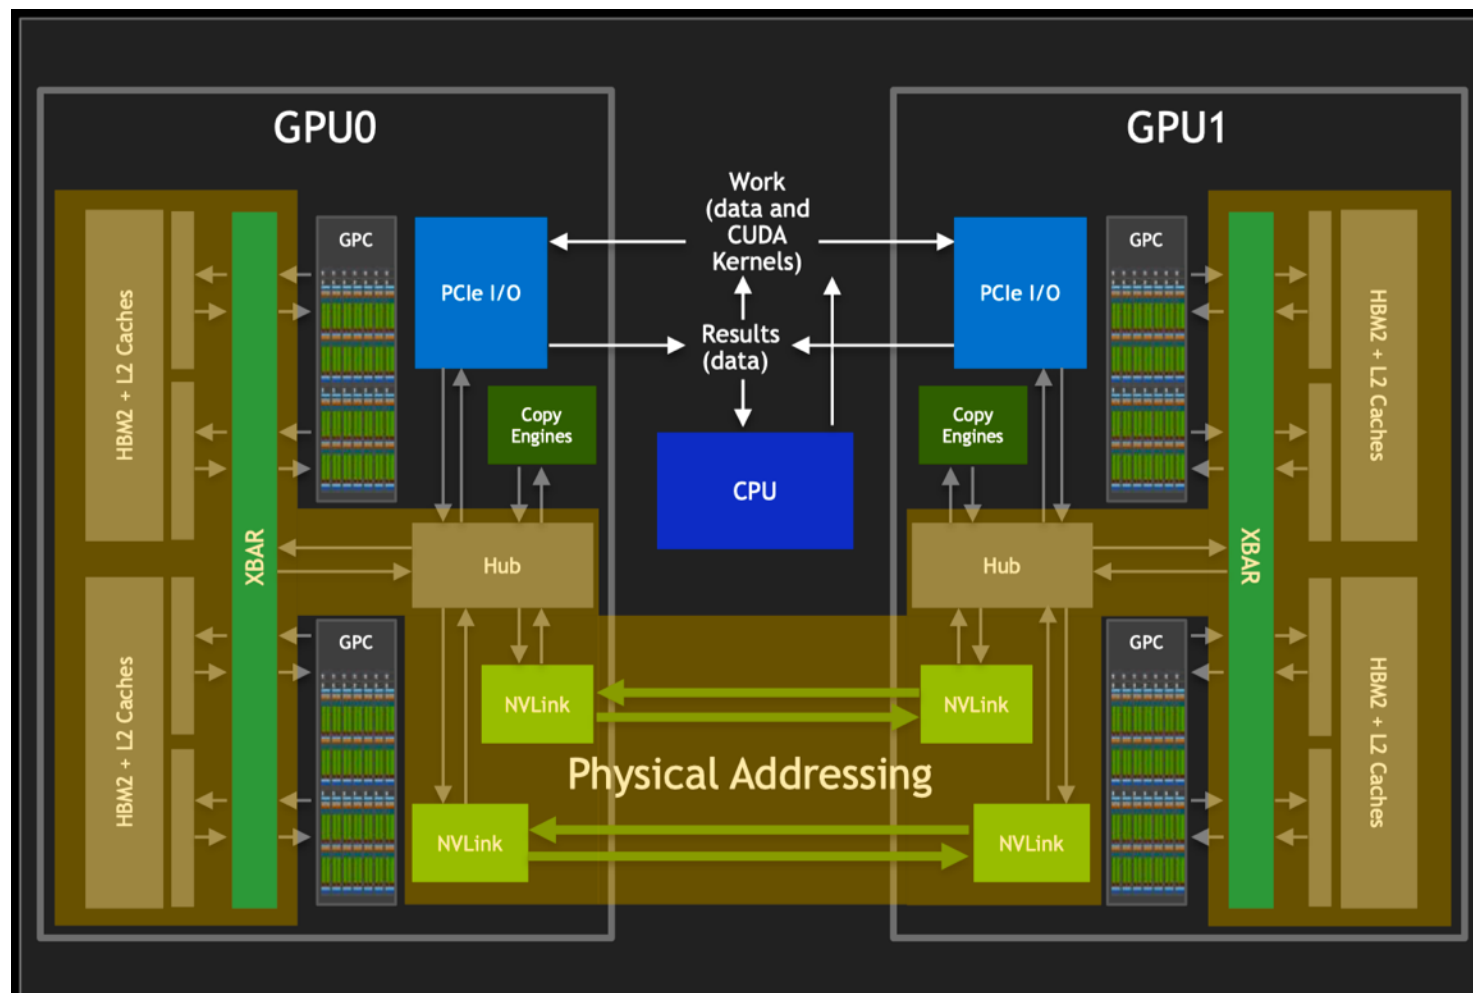 GPU0
GPU1
Work
(data and
CUDA
Kernels)
GPC
PCIe I/O
PCIe I/O
GPC
HBM2 + L2 Caches
Results
(data)
HBM2 + L2 Caches
Copy
Engines
Copy
Engines
CPU
XBAR
Hub
Hub
XBAR
GPC
GPC
HBM2 + L2 Caches
NVLink
NVLink
HBM2 + L2 Caches
Physical Addressing
NVLink
NVLink